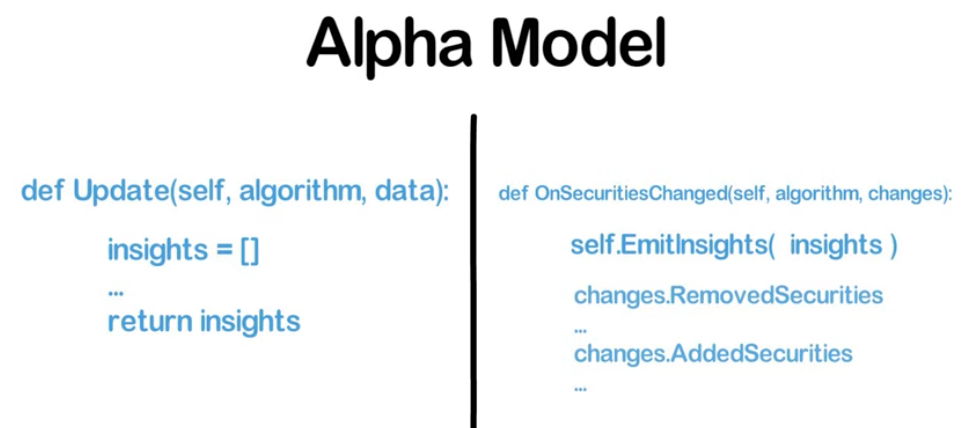 Alpha Model
def Update(self, algorithm, data):
insights = []
...
return insights
def OnSecuritiesChanged(self, algorithm, changes):
self.EmitInsights( insights )
changes.RemovedSecurities
...
changes.AddedSecurities
...